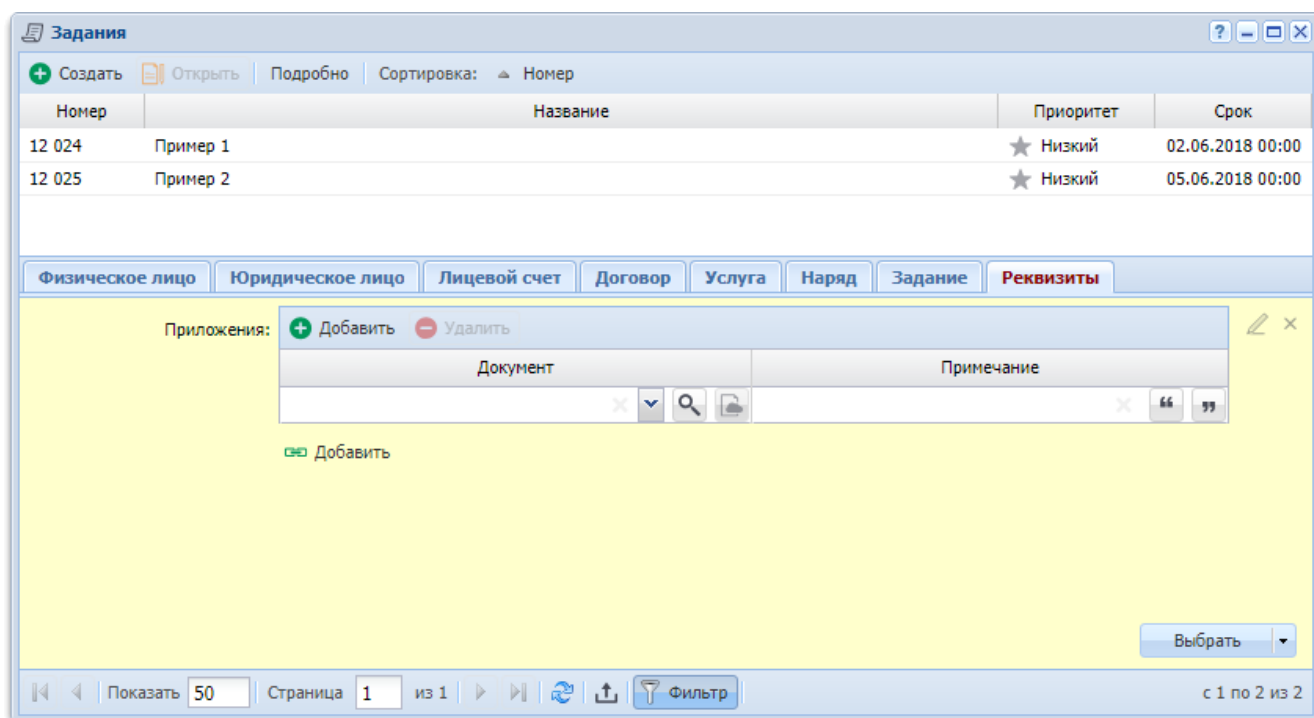 Задания
Создать Открыть Подробно Сортировка: Номер
Номер Название Приоритет Срок
12 024 Пример 1 Низкий 02.06.2018 00:00
12 025 Пример 2 Низкий 05.06.2018 00:00
Физическое лицо Юридическое лицо Лицевой счет Договор Услуга Наряд Задание Реквизиты
Приложения: Добавить Удалить
Документ Примечание
Добавить
Выбрать
Показать 50 Страница 1 из 1 Фильтр с 1 по 2 из 2